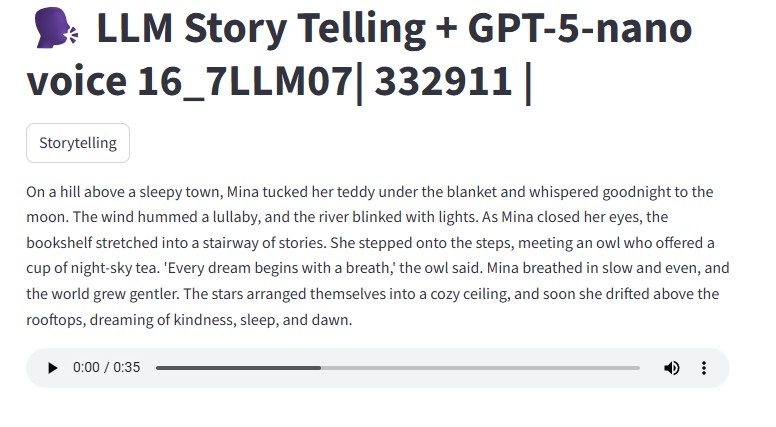 LLM Story Telling + GPT-5-nano
voice 16_7LLM07| 332911 |
Storytelling
On a hill above a sleepy town, Mina tucked her teddy under the blanket and whispered goodnight to the
moon. The wind hummed a lullaby, and the river blinked with lights. As Mina closed her eyes, the
bookshelf stretched into a stairway of stories. She stepped onto the steps, meeting an owl who offered a
cup of night-sky tea. 'Every dream begins with a breath,' the owl said. Mina breathed in slow and even, and
the world grew gentler. The stars arranged themselves into a cozy ceiling, and soon she drifted above the
rooftops, dreaming of kindness, sleep, and dawn.
0:00 / 0:35